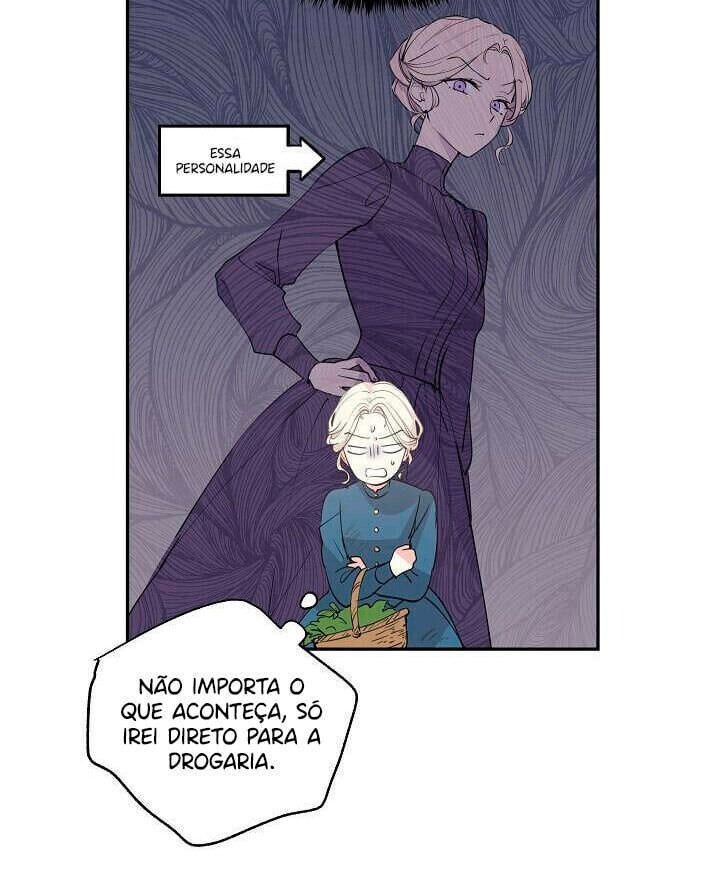 ESSA
PERSONALIDADE
NÃO IMPORTA O
QUE ACONTEÇA, SÓ
IREI DIRETO PARA A
DROGARIA.